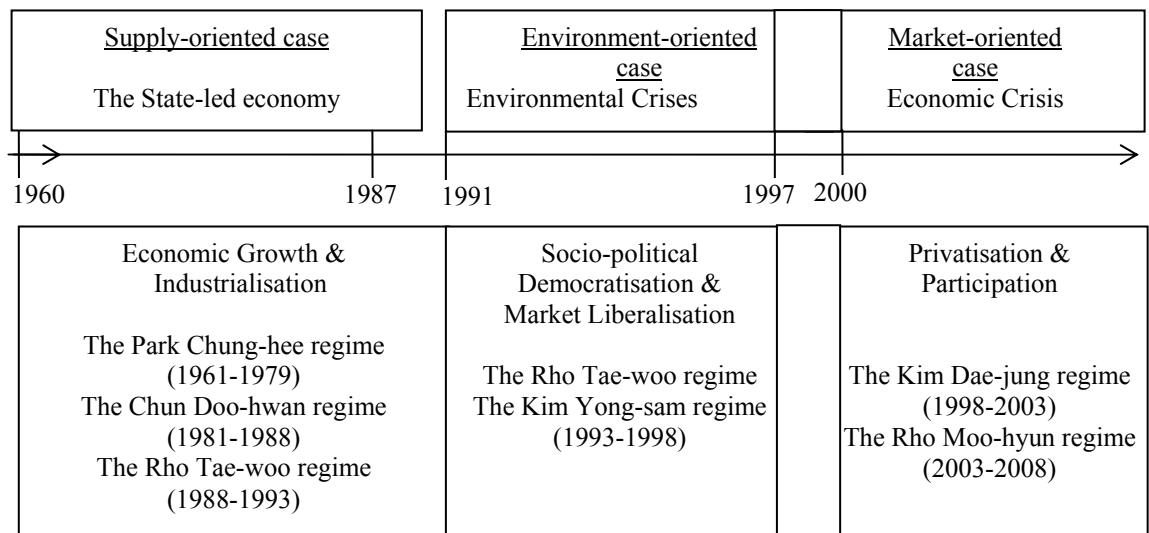 Supply-oriented case
The State-led economy
Environment-oriented
case
Environmental Crises
Market-oriented
case
Economic Crisis
1960
1987
1991
1997
2000
Economic Growth &
Industrialisation
The Park Chung-hee regime
(1961-1979)
The Chun Doo-hwan regime
(1981-1988)
The Rho Tae-woo regime
(1988-1993)
Socio-political
Democratisation &
Market Liberalisation
The Rho Tae-woo regime
The Kim Yong-sam regime
(1993-1998)
Privatisation &
Participation
The Kim Dae-jung regime
(1998-2003)
The Rho Moo-hyun regime
(2003-2008)